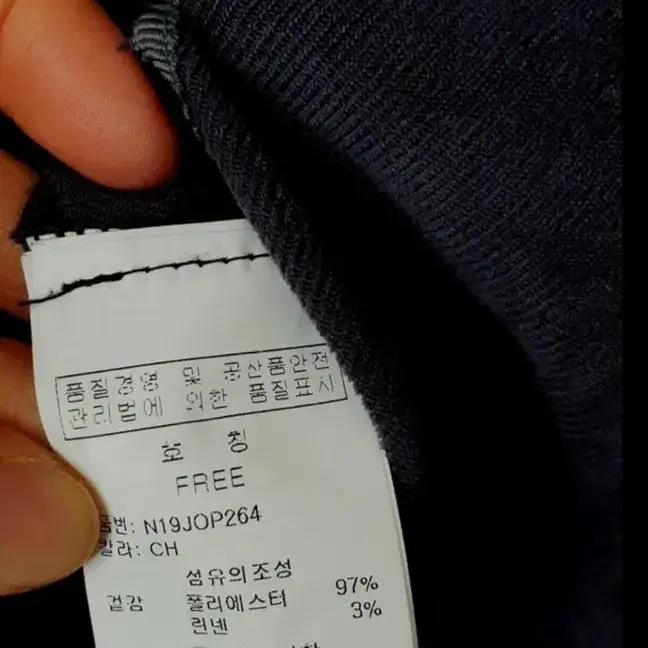 품질경영 및 공산품안전
관리법에 의한 품질표시
호 칭
FREE
품번: N19JOP264
칼라: CH
섬유의조성
겉감 폴리에스터 97%
린넨 3%